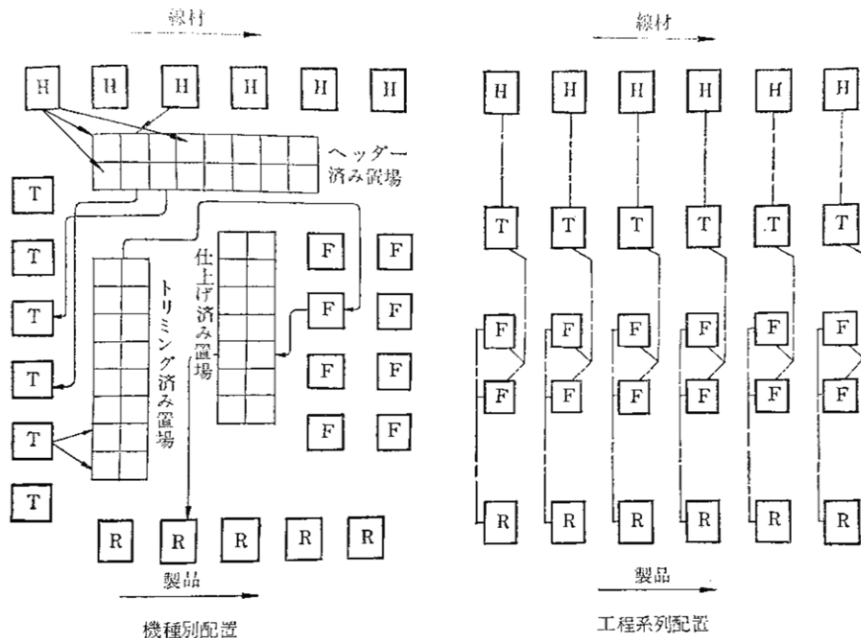 線材
H H H H H H
ヘッダー
済み置場
T
T
T
T
T
T
トリミング済み置場
仕上げ済み置場
F F
F F
F F
F F
R R R R R
製品
機種別配置
線材
H H H H H H
T T T T T T
F F F F F F
F F F F F F
R R R R R R
製品
工程系列配置